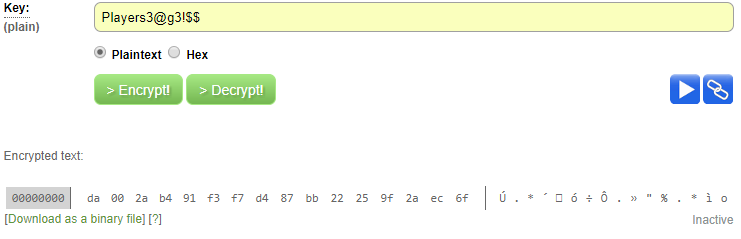 Key: Players3@g3!$$
(plain)
Plaintext Hex
> Encrypt! > Decrypt!
Encrypted text:
00000000 da 00 2a b4 91 f3 f7 d4 87 bb 22 25 9f 2a ec 6f Ú . * ´ □ ó ÷ Ô . » " % . * ì o
[Download as a binary file] [?] Inactive